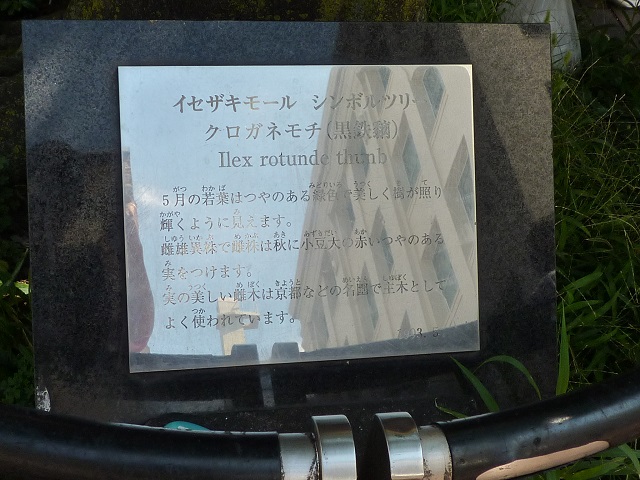 イセザキモール シンボルツリー
クロガネモチ(黒鉄黐)
Ilex rotunde thunb
5月の若葉はつやのある緑色で美しく樹が照り
輝くように見えます。
雌雄異株で雌株は秋に小豆大の赤いつやのある
実をつけます。
実の美しい雌木は京都などの名園で主木として
よく使われています。